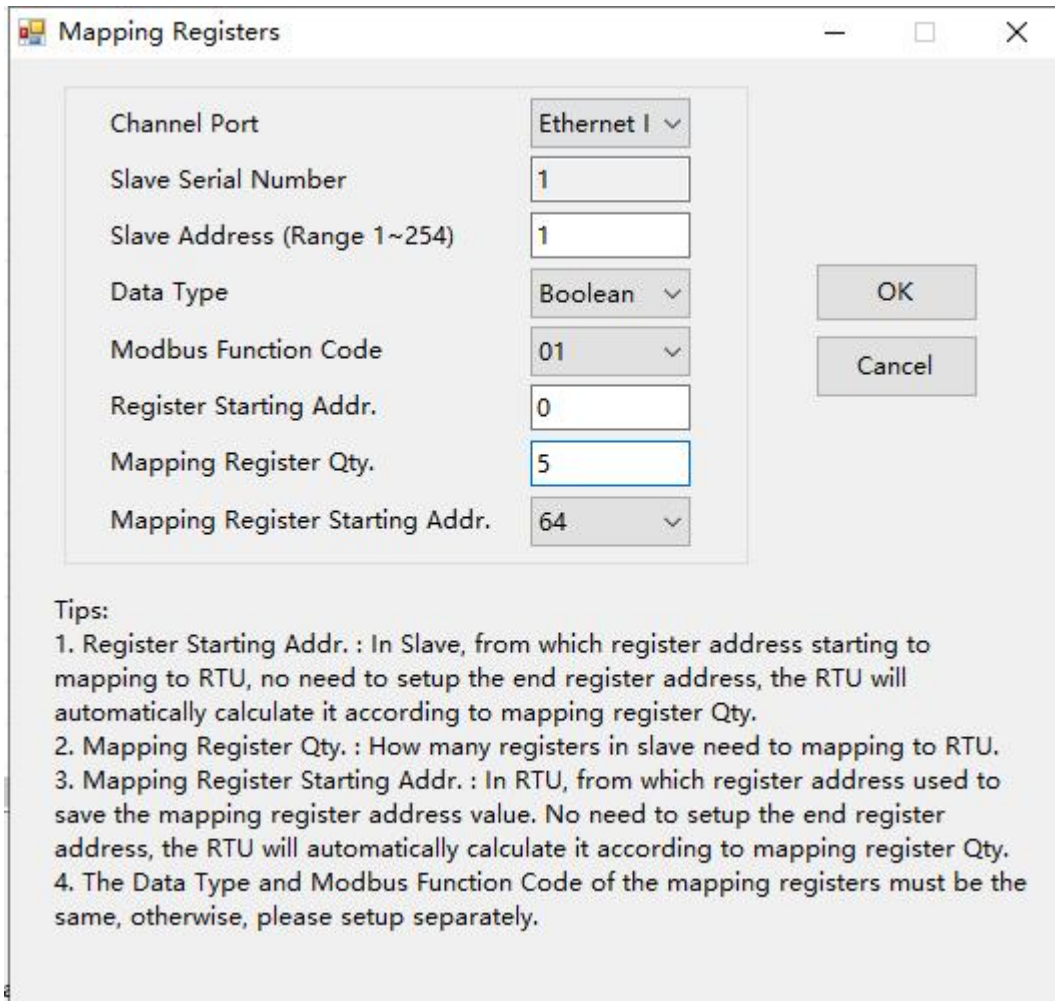 Mapping Registers
Channel Port Ethernet I
Slave Serial Number 1
Slave Address (Range 1~254) 1
Data Type Boolean
OK
Modbus Function Code 01
Cancel
Register Starting Addr. 0
Mapping Register Qty. 5
Mapping Register Starting Addr. 64
Tips:
1. Register Starting Addr. : In Slave, from which register address starting to
mapping to RTU, no need to setup the end register address, the RTU will
automatically calculate it according to mapping register Qty.
2. Mapping Register Qty. : How many registers in slave need to mapping to RTU.
3. Mapping Register Starting Addr. : In RTU, from which register address used to
save the mapping register address value. No need to setup the end register
address, the RTU will automatically calculate it according to mapping register Qty.
4. The Data Type and Modbus Function Code of the mapping registers must be the
same, otherwise, please setup separately.